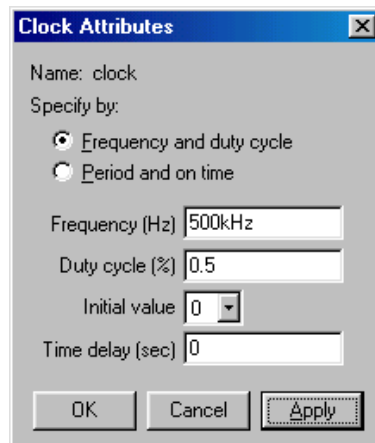 Clock Attributes
Name: clock
Specify by:
Frequency and duty cycle
Period and on time
Frequency (Hz) 500kHz
Duty cycle (%) 0.5
Initial value 0
Time delay (sec) 0
OK Cancel Apply